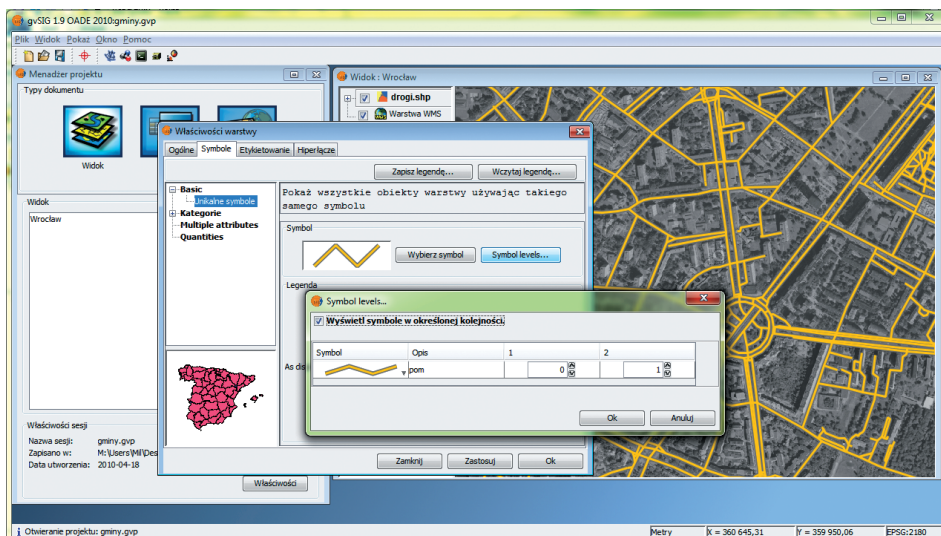 gvSIG 1.9 OADE 2010:gminy.gvp
Plik Widok Pokaż Okno Pomoc
Menadżer projektu
Typy dokumentu
Widok
Widok
Wrocław
Właściwości sesji
Nazwa sesji: gminy.gvp
Zapisano w: M:\Users\Mil\Des
Data utworzenia: 2010-04-18
Właściwości
Widok : Wrocław
drogi.shp
Warstwa WMS
Właściwości warstwy
Ogólne Symbole Etykietowanie Hiperłącze
Zapisz legendę... Wczytaj legendę...
Basic
Unikalne symbole
Kategorie
Multiple attributes
Quantities
Pokaż wszystkie obiekty warstwy używając takiego
samego symbolu
Symbol
Wybierz symbol Symbol levels...
Legenda
As dis
Zamknij Zastosuj Ok
Symbol levels...
Wyświetl symbole w określonej kolejności.
Symbol Opis 1 2
pom 0 1
Ok Anuluj
Otwieranie projektu: gminy.gvp
Metry X = 360 645,31 Y = 359 950,06 EPSG:2180